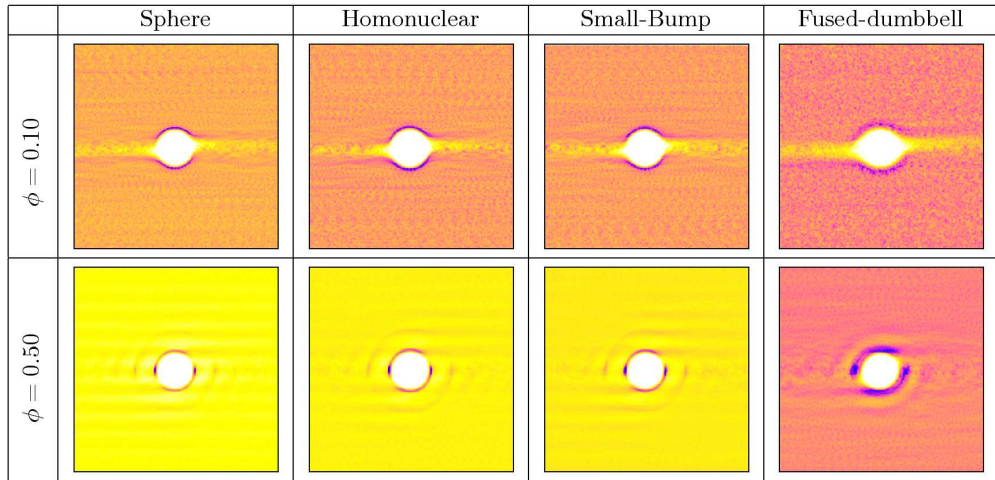 Sphere Homonuclear Small-Bump Fused-dumbbell
ϕ = 0.10
ϕ = 0.50